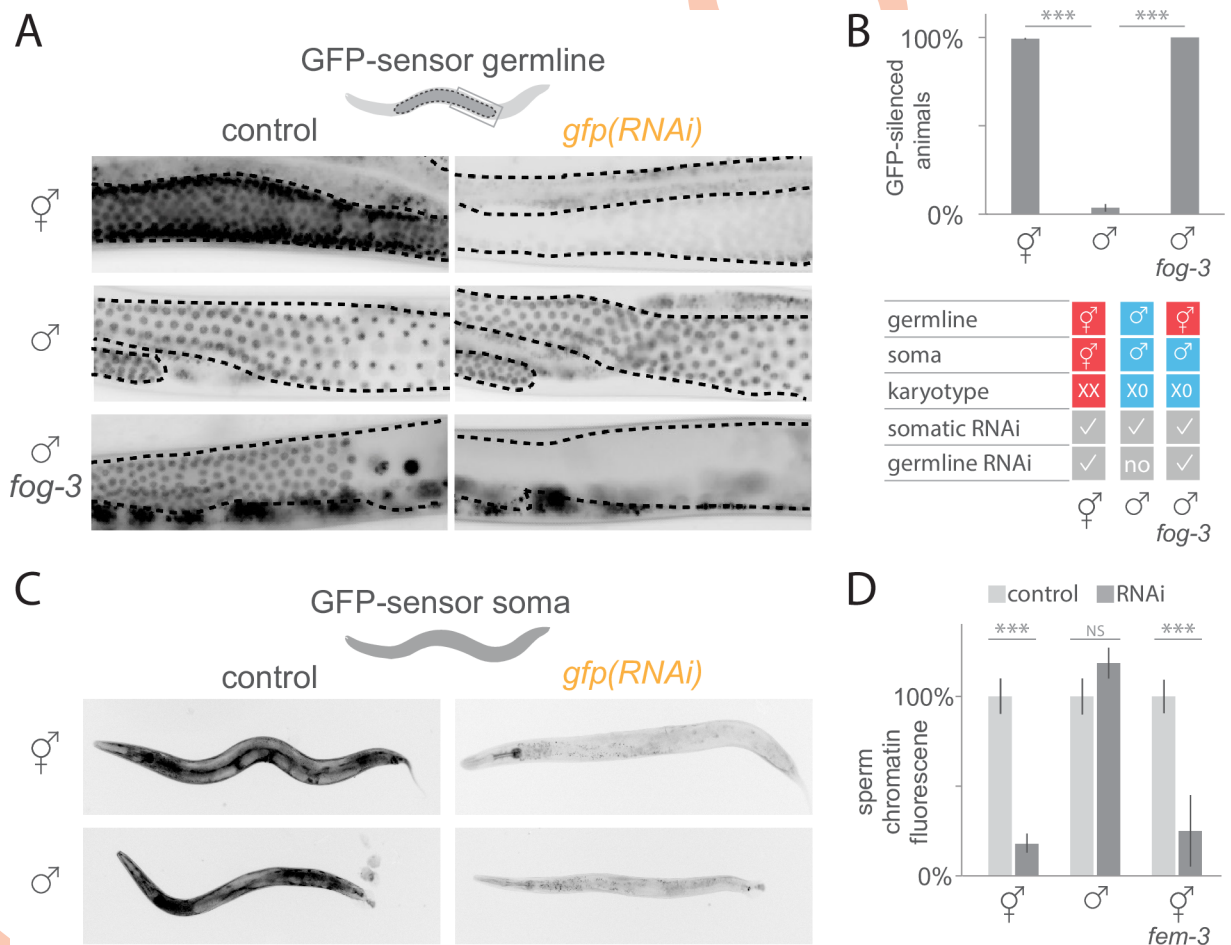 A
GFP-sensor germline
control
gfp(RNAi)
⚥
♂
♂
fog-3
B
***
***
100%
0%
GFP-silenced
animals
⚥
♂
♂
fog-3
germline ⚥ ♂ ⚥
soma ⚥ ♂ ♂
karyotype XX X0 X0
somatic RNAi ✓ ✓ ✓
germline RNAi ✓ no ✓
⚥
♂
♂
fog-3
C
GFP-sensor soma
control
gfp(RNAi)
⚥
♂
D
control RNAi
***
NS
***
100%
0%
sperm
chromatin
fluorescene
⚥
♂
⚥
fem-3